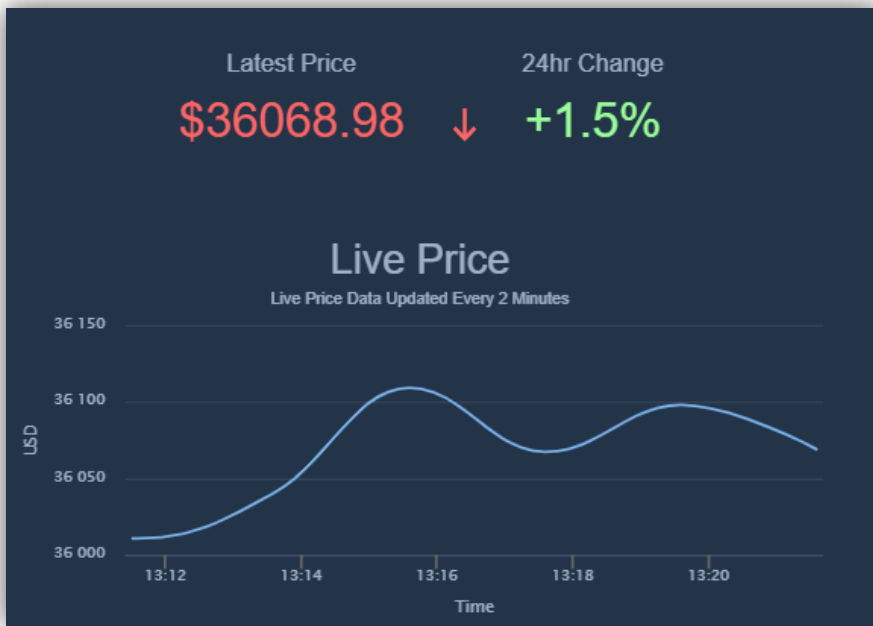 Latest Price 24hr Change
$36068.98 ↓ +1.5%
Live Price
Live Price Data Updated Every 2 Minutes
36 150
36 100
USD
36 050
36 000
13:12 13:14 13:16 13:18 13:20
Time